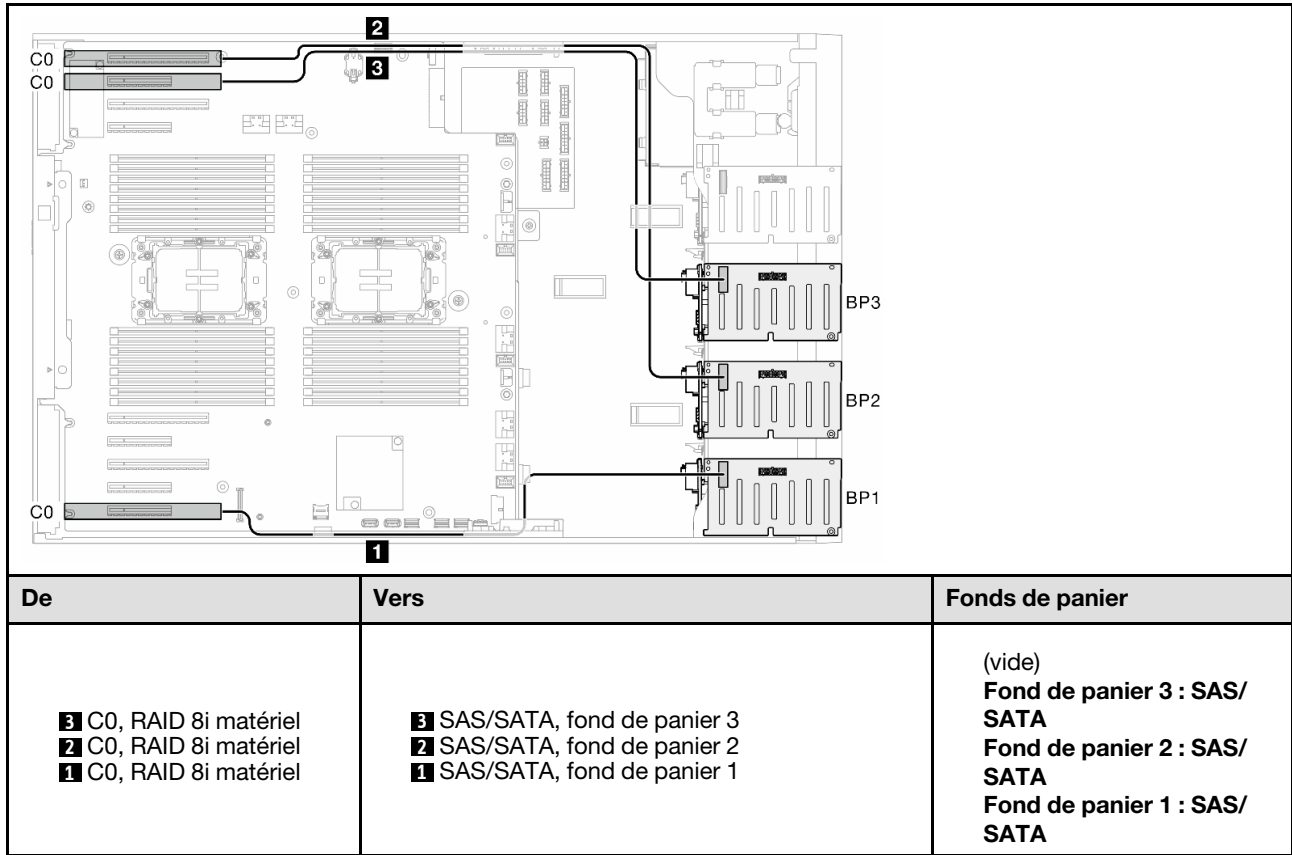 2
C0
C0
3
BP3
BP2
BP1
C0
1
De
Vers
Fonds de panier
3 C0, RAID 8i matériel
2 C0, RAID 8i matériel
1 C0, RAID 8i matériel
3 SAS/SATA, fond de panier 3
2 SAS/SATA, fond de panier 2
1 SAS/SATA, fond de panier 1
(vide)
Fond de panier 3 : SAS/
SATA
Fond de panier 2 : SAS/
SATA
Fond de panier 1 : SAS/
SATA